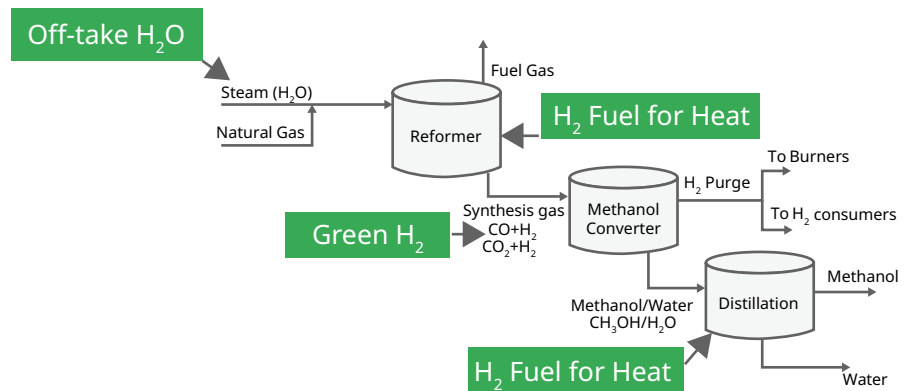 Off-take H₂O
Fuel Gas
Steam (H₂O)
Natural Gas
Reformer
H₂ Fuel for Heat
To Burners
H₂ Purge
Synthesis gas
CO+H₂
CO₂+H₂
Methanol
Converter
To H₂ consumers
Green H₂
Methanol
Methanol/Water
CH₃OH/H₂O
Distillation
H₂ Fuel for Heat
Water